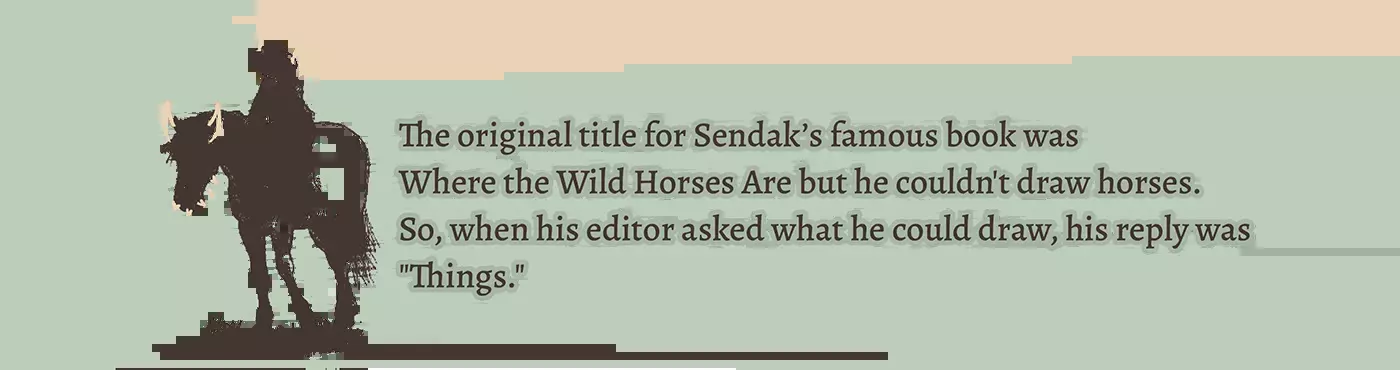 The original title for Sendak’s famous book was
Where the Wild Horses Are but he couldn't draw horses.
So, when his editor asked what he could draw, his reply was
"Things."